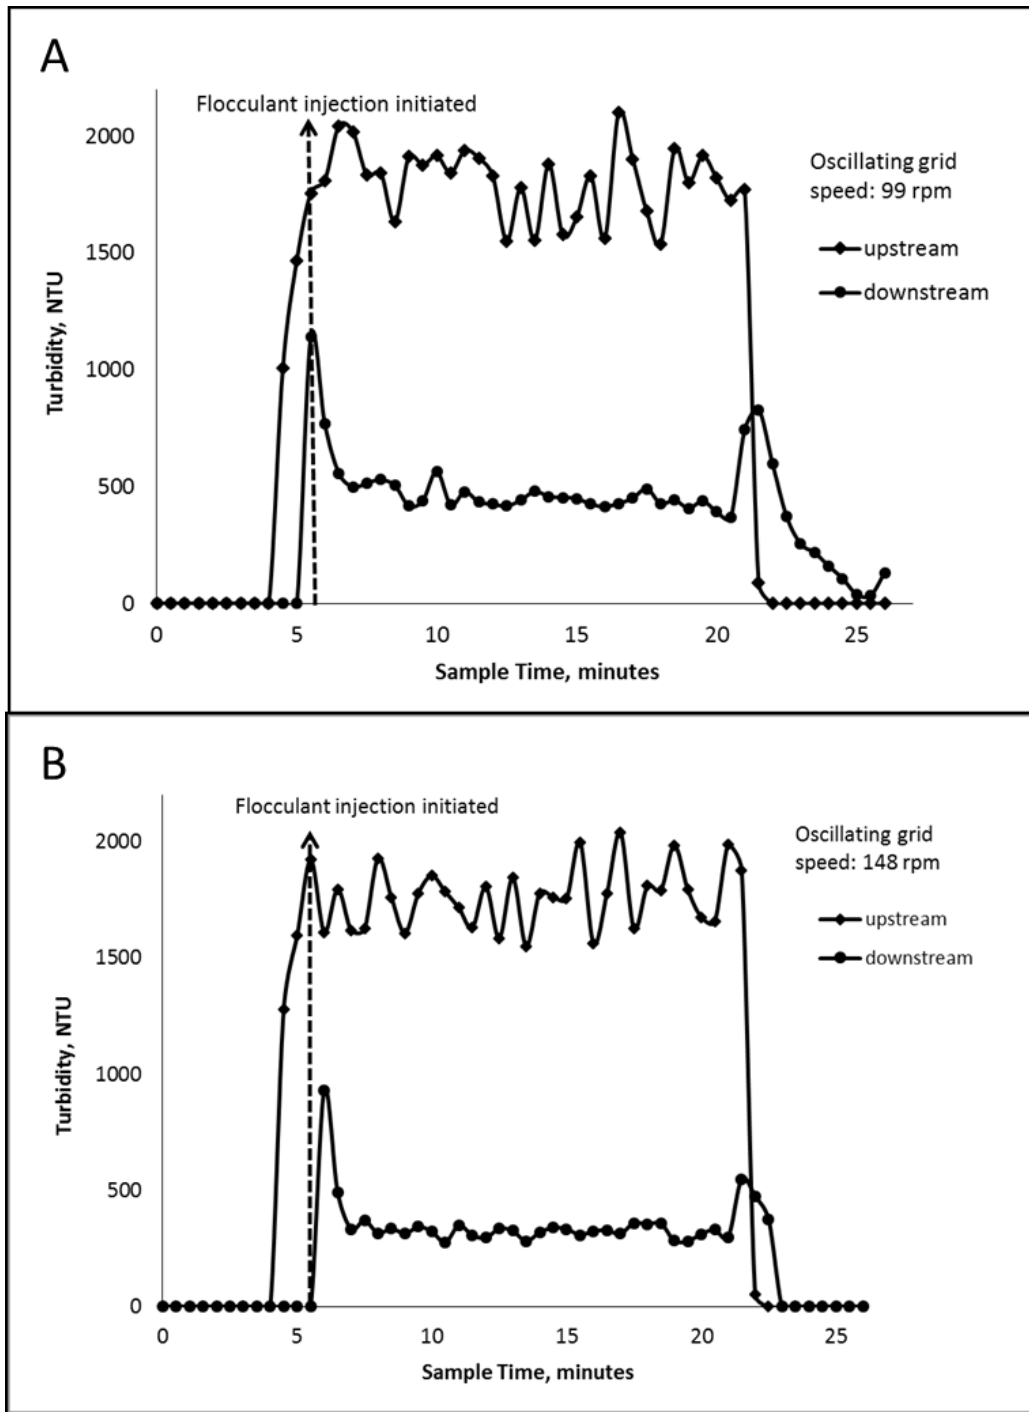 A
Flocculant injection initiated
2000
1500
1000
500
0
Turbidity, NTU
Oscillating grid
speed: 99 rpm
upstream
downstream
0 5 10 15 20 25
Sample Time, minutes
B
Flocculant injection initiated
2000
1500
1000
500
0
Turbidity, NTU
Oscillating grid
speed: 148 rpm
upstream
downstream
0 5 10 15 20 25
Sample Time, minutes